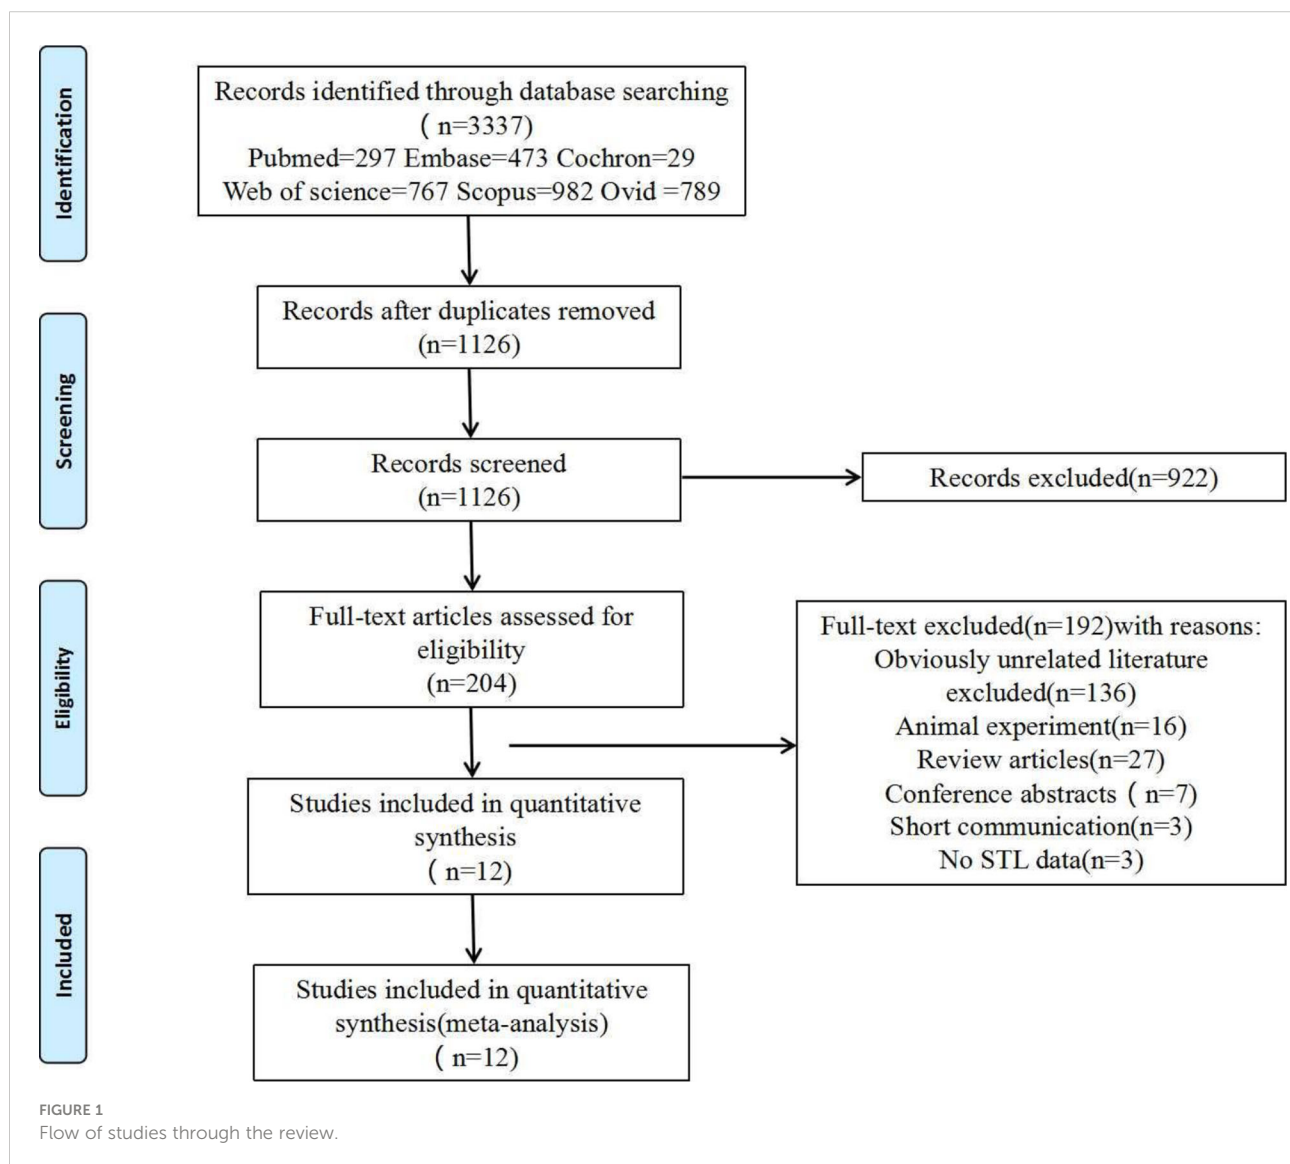 Identification
Records identified through database searching
( n=3337)
Pubmed=297 Embase=473 Cochron=29
Web of science=767 Scopus=982 Ovid =789
Records after duplicates removed
(n=1126)
Screening
Records screened
(n=1126)
Records excluded(n=922)
Eligibility
Full-text articles assessed for
eligibility
(n=204)
Full-text excluded(n=192)with reasons:
Obviously unrelated literature
excluded(n=136)
Animal experiment(n=16)
Review articles(n=27)
Conference abstracts ( n=7)
Short communication(n=3)
No STL data(n=3)
Studies included in quantitative
synthesis
( n=12)
Included
Studies included in quantitative
synthesis(meta-analysis)
( n=12)
FIGURE 1
Flow of studies through the review.